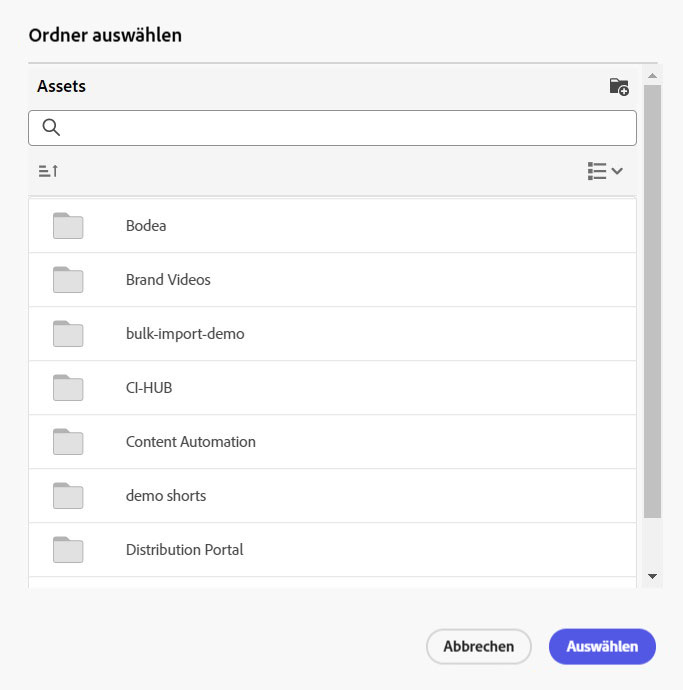 Ordner auswählen
Assets
Bodea
Brand Videos
bulk-import-demo
CI-HUB
Content Automation
demo shorts
Distribution Portal
Abbrechen
Auswählen